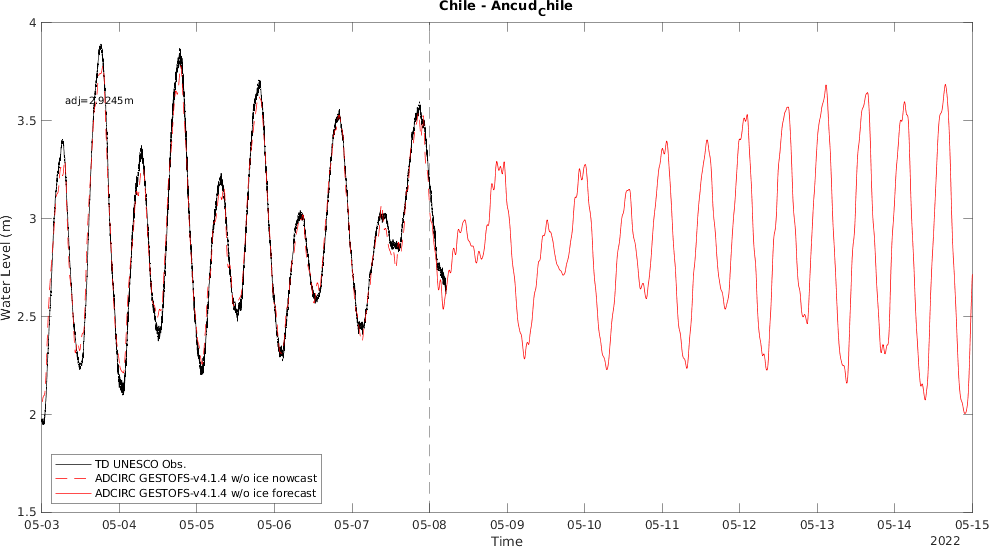 Chile - AncudChile
4
3.5
3
2.5
2
1.5
Water Level (m)
adj=2.9245m
TD UNESCO Obs.
ADCIRC GESTOFS-v4.1.4 w/o ice nowcast
ADCIRC GESTOFS-v4.1.4 w/o ice forecast
05-03 05-04 05-05 05-06 05-07 05-08 05-09 05-10 05-11 05-12 05-13 05-14 05-15
Time
2022